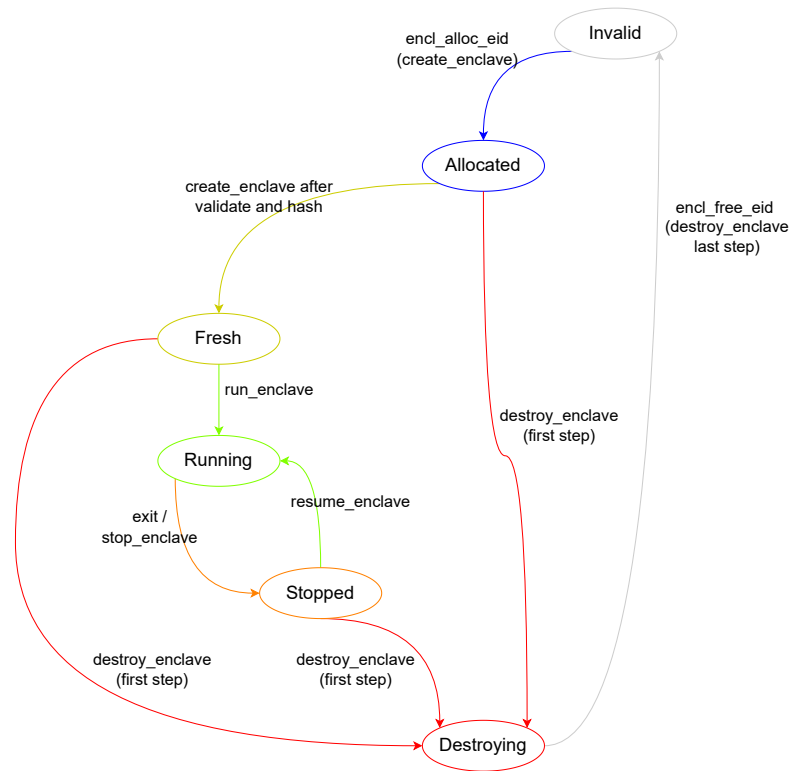 Invalid
encl_alloc_eid
(create_enclave)
Allocated
create_enclave after
validate and hash
encl_free_eid
(destroy_enclave
last step)
Fresh
run_enclave
destroy_enclave
(first step)
Running
resume_enclave
exit /
stop_enclave
Stopped
destroy_enclave
(first step)
destroy_enclave
(first step)
Destroying